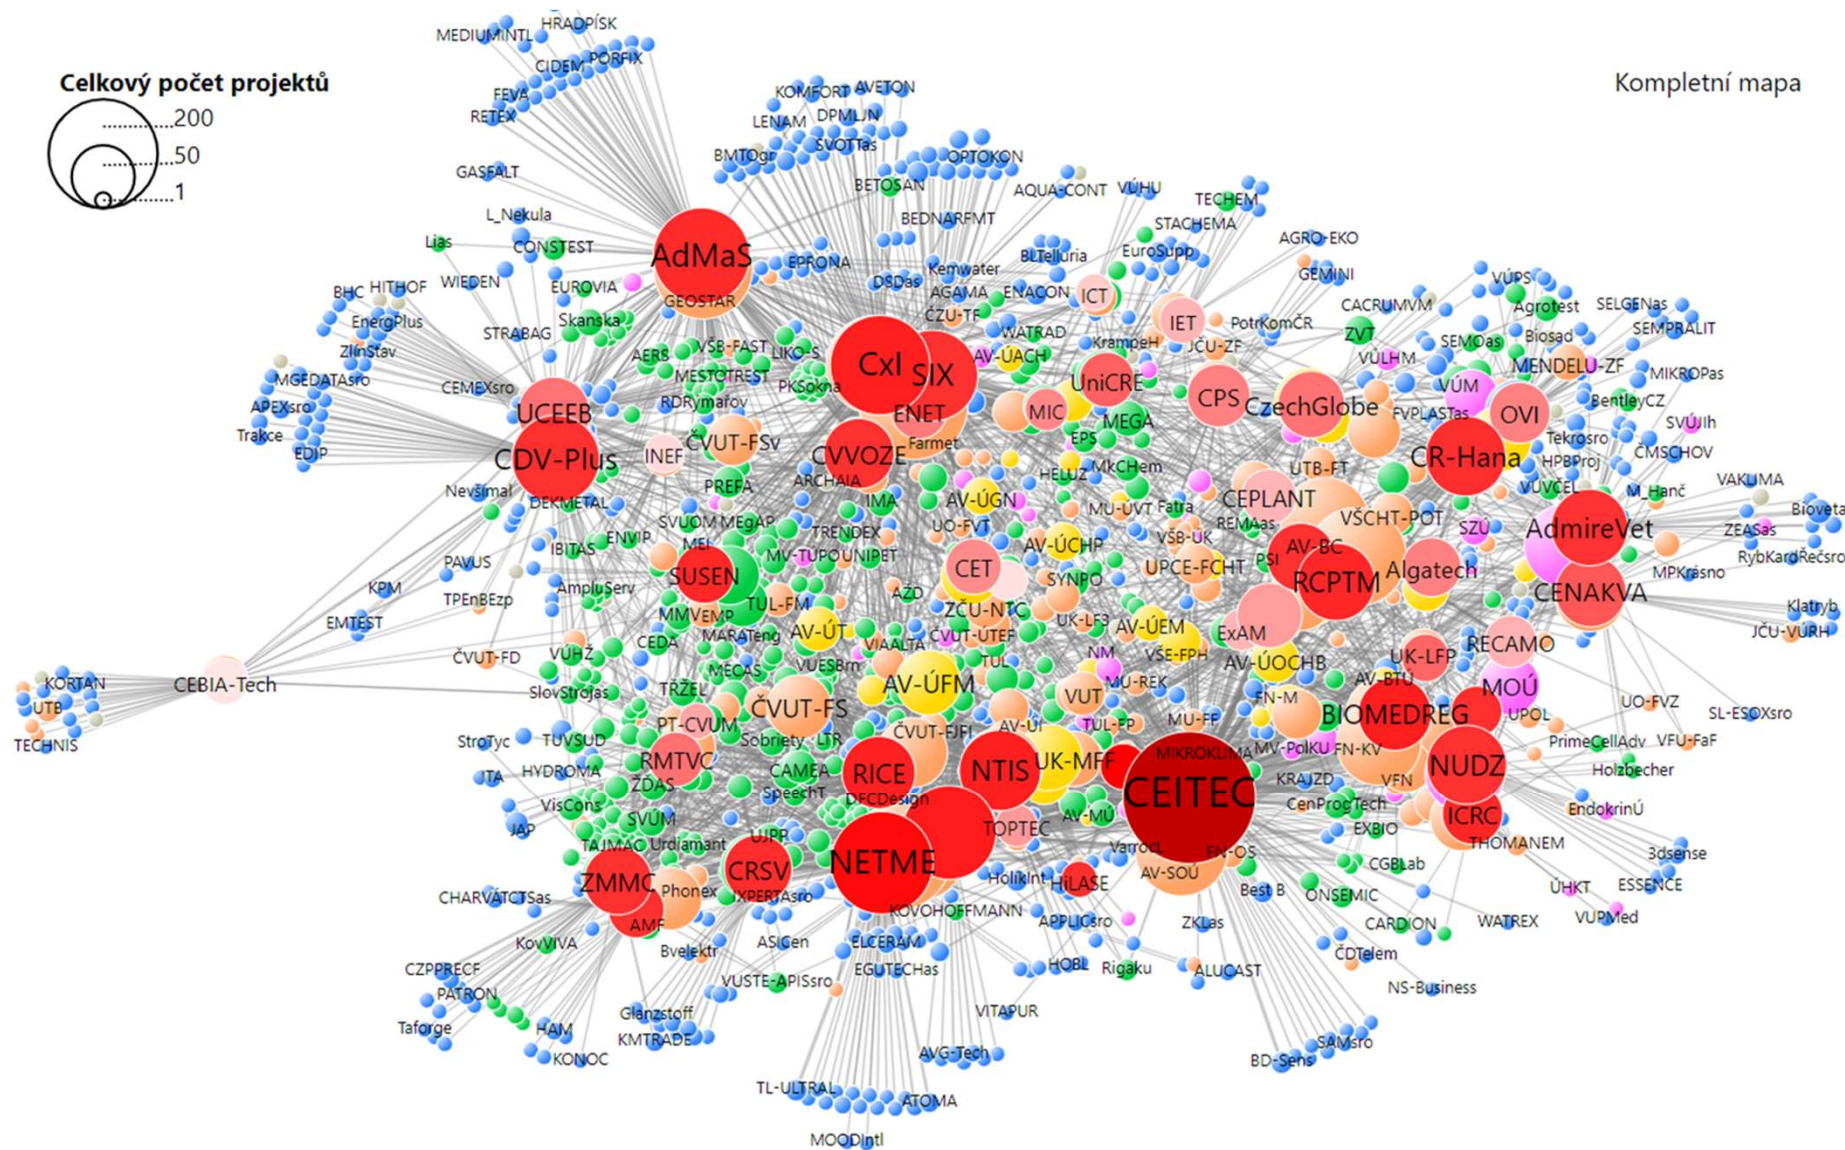 HRADPÍSK
MEDIUMINTL
CIDEM
PORFIX
Celkový počet projektů
Kompletní mapa
FEVA
KOMFORT
AVETON
200
RETEX
LENAM
DPMLJN
50
BMTOgr
SVOTTas
OPTOKON
GASFALT
BETOSAN
AQUA-CONT
VÚHU
TECHEM
1
L_Nekula
BEDNARFMT
STACHEMA
Lias
CONSTEST
AdMaS
EPRONA
BLTelluria
EuroSupp
AGRO-EKO
WIEDEN
DSDas
Kemwater
GEMINI
VÚPS
BHC
HITHOF
EUROVIA
GEOSTAR
AGAMA
ENACON
ICT
CACRUMVM
Agrotest
SELGENas
EnergPlus
STRABAG
Skanska
ČZU-TF
WATRAD
IET
PotrKomČR
ZVT
SEMOas
Biosad
SEMPRALIT
ZlínStav
AERS
VŠB-FAST
LIKO-S
CxI
SIX
AV-ÚACH
KrampeH
JČU-ZF
VÚLHM
MENDELU-ZF
MGEDATAsro
CEMEXsro
MESTOTREST
PKSokna
UniCRE
CPS
CzechGlobe
VÚM
MIKROPas
APEXsro
UCEEB
RDRymařov
ENET
MIC
MEGA
FVPLASTas
OVI
BentleyCZ
Trakce
ČVUT-FSv
Farmet
EPS
SVÚJlh
EDIP
CDV-Plus
INEF
CVVOZE
HELUZ
MkCHem
UTB-FT
CR-Hana
Tekrosro
ČMSCHOV
HPBProj
Nevšímal
DEKMETAL
PREFA
ARCHAIA
IMA
AV-ÚGN
MU-ÚVT
Fatra
CEPLANT
VÚVČEL
M_Hanč
VAKUMA
SVUOM
MEgAP
TRENDEX
UO-FVT
REMAas
VŠCHT-POT
SZÚ
AdmireVet
Bioveta
IBITAS
ENVIP
MEI
MV-TUPO
UNIPET
AV-ÚCHP
VŠB-UK
AV-BC
ZEASas
PAVUS
SUSEN
CET
SYNPO
UPCE-FCHT
PSI
RCPTM
Algatech
RybKardŘečsro
KPM
AmpluServ
AZD
CENAKVA
MPKrásno
TPEnBEzp
MMVEMP
TUL-FM
ZČU-NTC
UK-LF3
AV-ÚEM
Klatryb
EMTEST
CEDA
MARATeng
AV-ÚT
VIAALTA
ČVUT-ÚTEF
VŠE-FPH
ExAM
JČU-VÚRH
ČVUT-FD
VÚHŽ
MECAS
VUESBrn
TUL
NM
AV-ÚOCHB
UK-LFP
RECAMO
CEBIA-Tech
KORTAN
SlovStrojas
TRŽEL
AV-ÚFM
VUT
MU-REK
FN-M
AV-BTU
MOÚ
UTB
PT-CVUM
ČVUT-FS
AV-ÚI
TUL-FP
MU-FF
BIOMEDREG
UPOL
UO-FVZ
SL-ESOXsro
TECHNIS
StroTyc
TUVSUD
Sobriety
LTR
ČVUT-FJFI
MIKROKLIMA
MV-PolKU
FN-KV
PrimeCellAdv
VFU-FaF
ITA
HYDROMA
RMTVC
CAMEA
RICE
NTIS
UK-MFF
CEITEC
KRAJZD
VFN
NUDZ
Holzbecher
VisCons
ŽDAS
SpeechT
DFCDesign
CenProgTech
EndokrinÚ
JAP
SVÚM
TOPTEC
AV-MÚ
ICRC
TAJMAC
Urdiamant
UJPP
NETME
VarrocL
FN-OS
EXBIO
THOMANEM
3dsense
ZMMC
CRSV
HolíkInt
HiLASE
AV-SOÚ
CGBLab
CHARVÁTCTSas
Phonex
IXPERTAsro
Best B
ONSEMIC
ÚHKT
ESSENCE
AMF
KOVOHOFFMANN
APPLICsro
ZKLas
CARDION
WATREX
VUPMed
KovVIVA
Bvelektr
ASICen
ELCERAM
ČDTelem
CZPPRECF
VUSTE-APISsro
EGUTECHas
HOBL
Rigaku
ALUCAST
PATRON
NS-Business
Taforge
HAM
Glanzstoff
VITAPUR
KONOC
KMTRADE
AVG-Tech
SAMsro
BD-Sens
TL-ULTRAL
ATOMA
MOODIntl